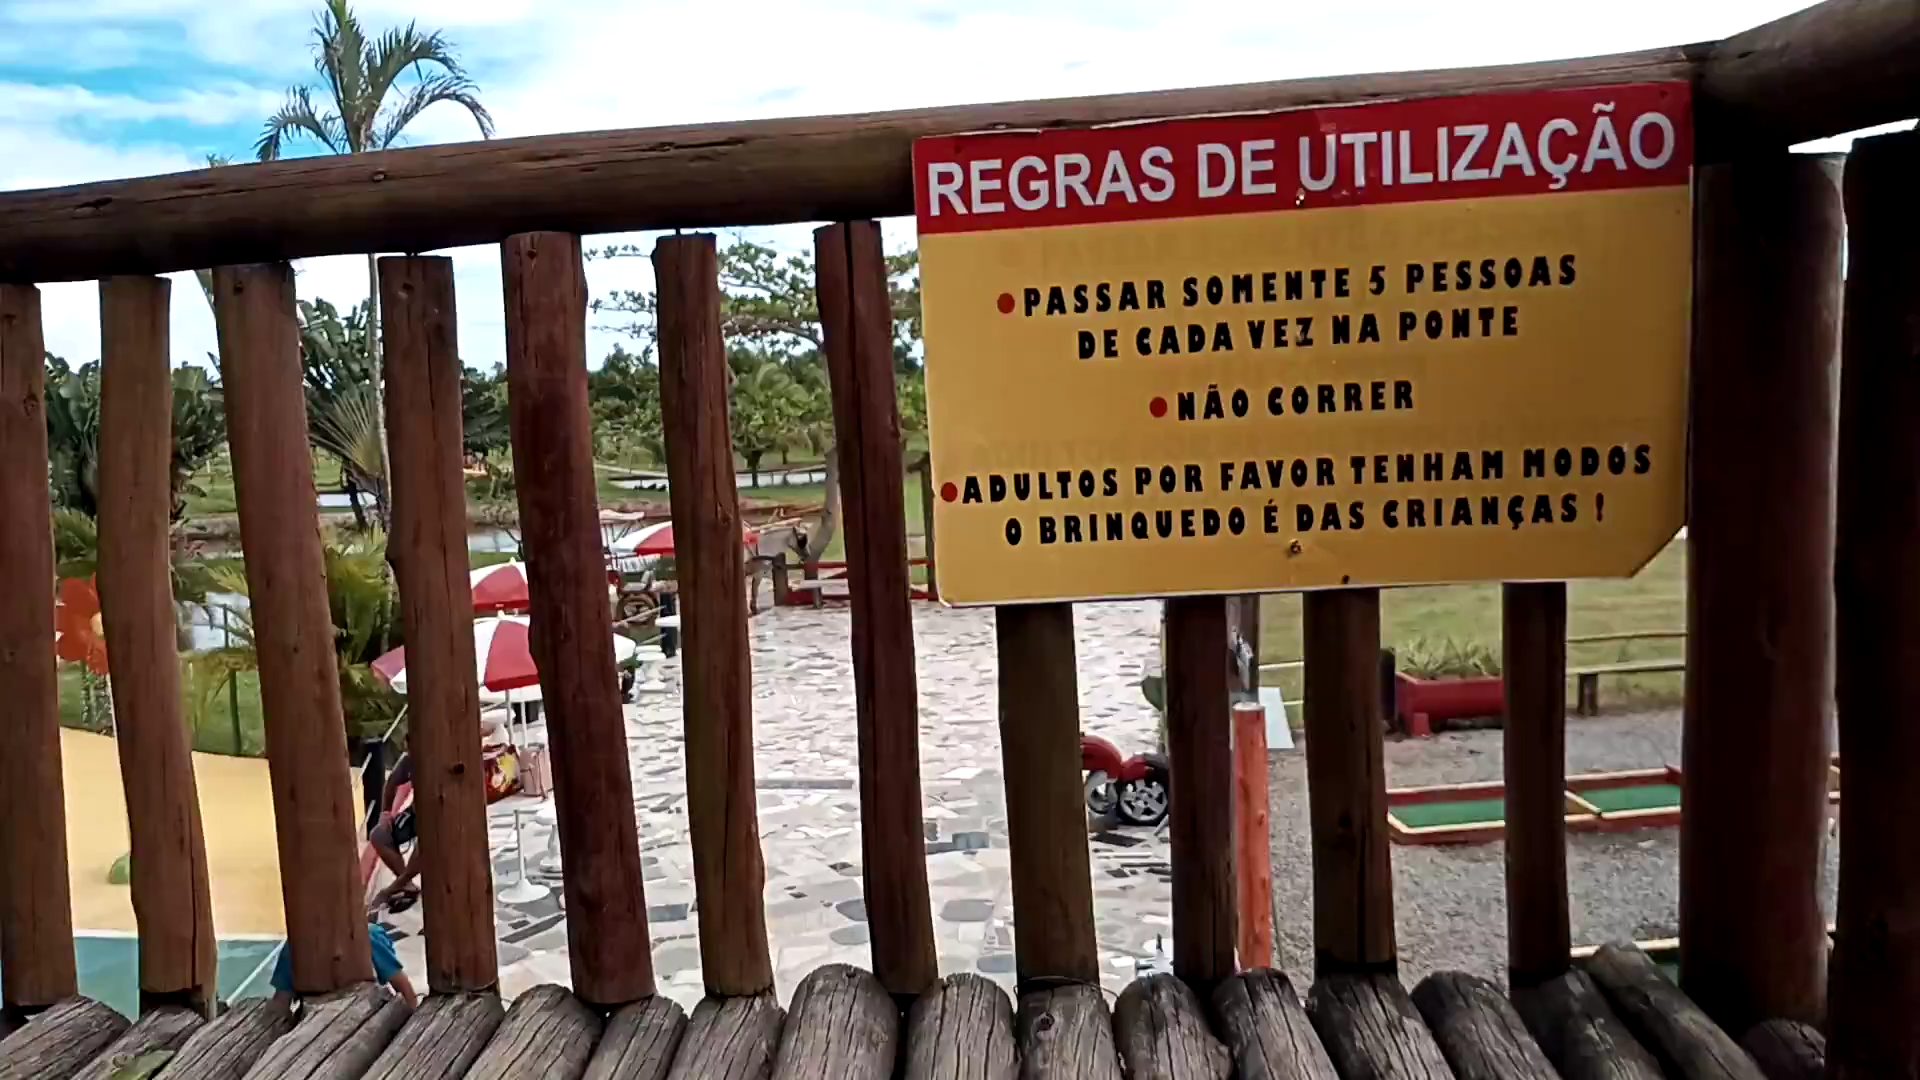 REGRAS DE UTILIZAÇÃO
•PASSAR SOMENTE 5 PESSOAS
DE CADA VEZ NA PONTE
•NÃO CORRER
•ADULTOS POR FAVOR TENHAM MODOS
O BRINQUEDO É DAS CRIANÇAS !